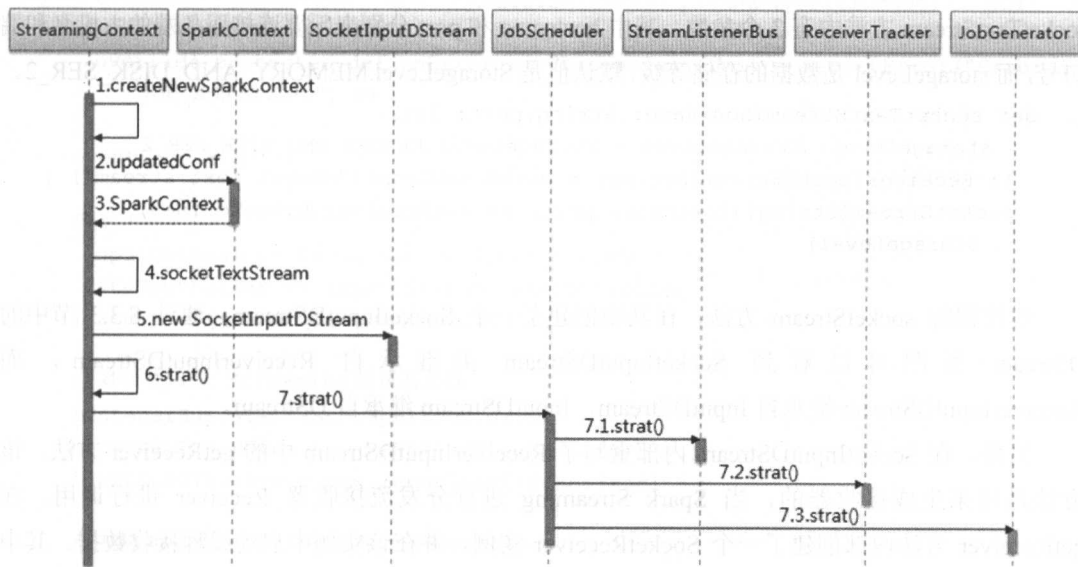 StreamingContext
SparkContext
SocketInputDStream
JobScheduler
StreamListenerBus
ReceiverTracker
JobGenerator
1.createNewSparkContext
2.updatedConf
3.SparkContext
4.socketTextStream
5.new SocketInputDStream
6.strat()
7.strat()
7.1.strat()
7.2.strat()
7.3.strat()